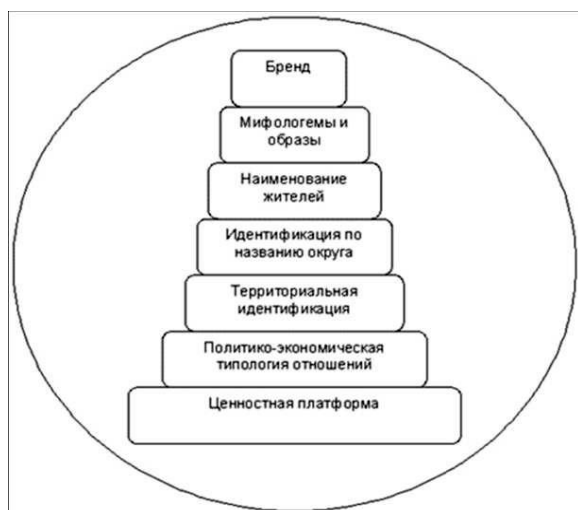 Бренд
Мифологемы и
образы
Наименование
жителей
Идентификация по
названию округа
Территориальная
идентификация
Политико-экономическая
типология отношений
Ценностная платформа